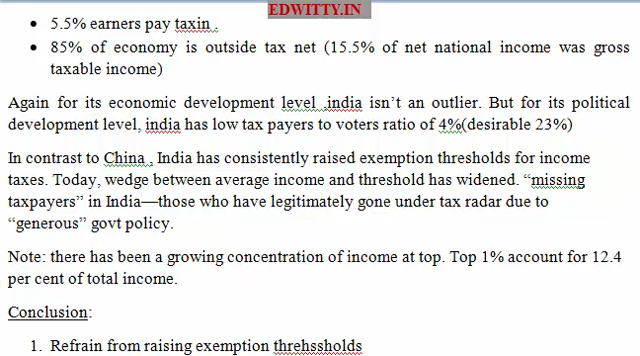 EDWITTY.IN
• 5.5% earners pay taxin .
• 85% of economy is outside tax net (15.5% of net national income was gross
taxable income)
Again for its economic development level ,india isn’t an outlier. But for its political
development level, india has low tax payers to voters ratio of 4%(desirable 23%)
In contrast to China , India has consistently raised exemption thresholds for income
taxes. Today, wedge between average income and threshold has widened. “missing
taxpayers” in India—those who have legitimately gone under tax radar due to
“generous” govt policy.
Note: there has been a growing concentration of income at top. Top 1% account for 12.4
per cent of total income.
Conclusion:
1. Refrain from raising exemption threhssholds